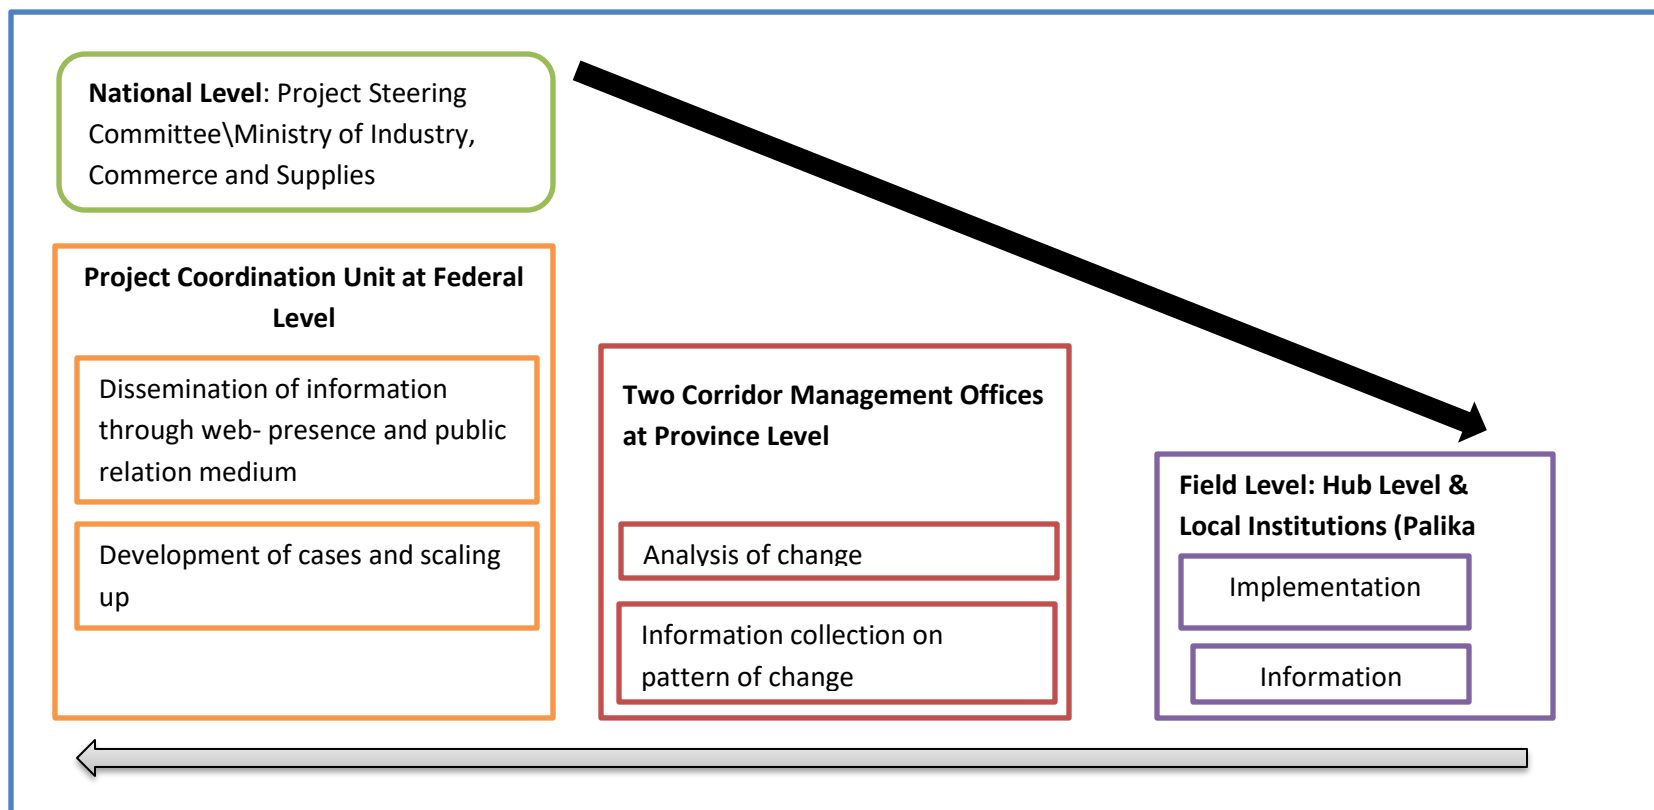 National Level: Project Steering
Committee\Ministry of Industry,
Commerce and Supplies
Project Coordination Unit at Federal
Level
Dissemination of information
through web- presence and public
relation medium
Development of cases and scaling
up
Two Corridor Management Offices
at Province Level
Analysis of change
Information collection on
pattern of change
Field Level: Hub Level &
Local Institutions (Palika
Implementation
Information